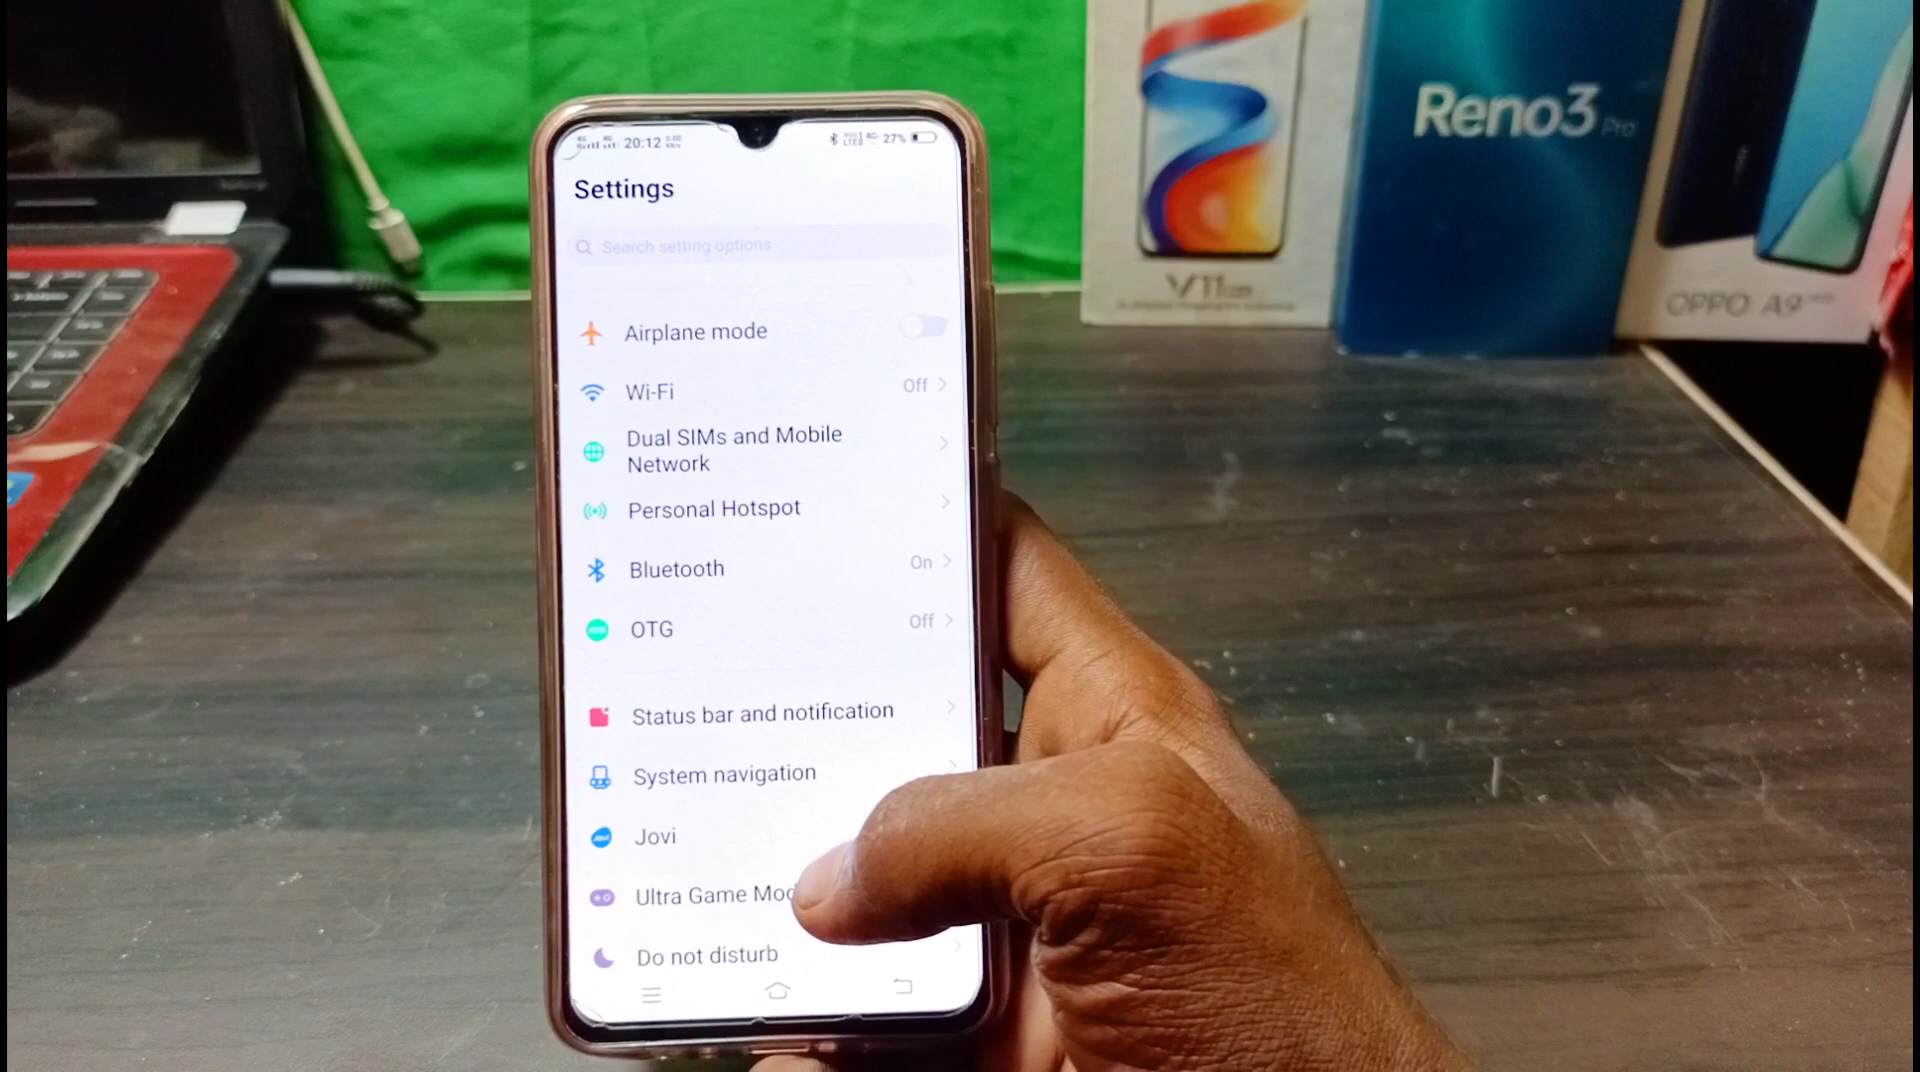 20:12
27%
Settings
Search setting options
Airplane mode
Wi-Fi Off
Dual SIMs and Mobile
Network
Personal Hotspot
Bluetooth On
OTG Off
Status bar and notification
System navigation
Jovi
Ultra Game Mod
Do not disturb
V11
Reno3 Pro
OPPO A9